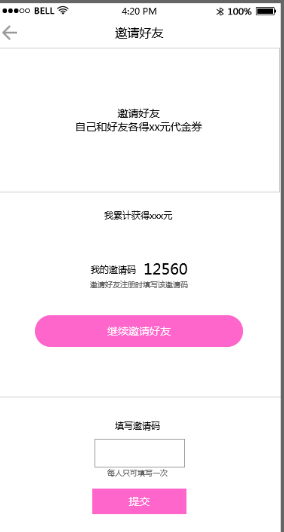 BELL 4:20 PM 100%
邀请好友
邀请好友
自己和好友各得xx元代金券
我累计获得xxx元
我的邀请码 12560
邀请好友注册时填写该邀请码
继续邀请好友
填写邀请码
每人只可填写一次
提交